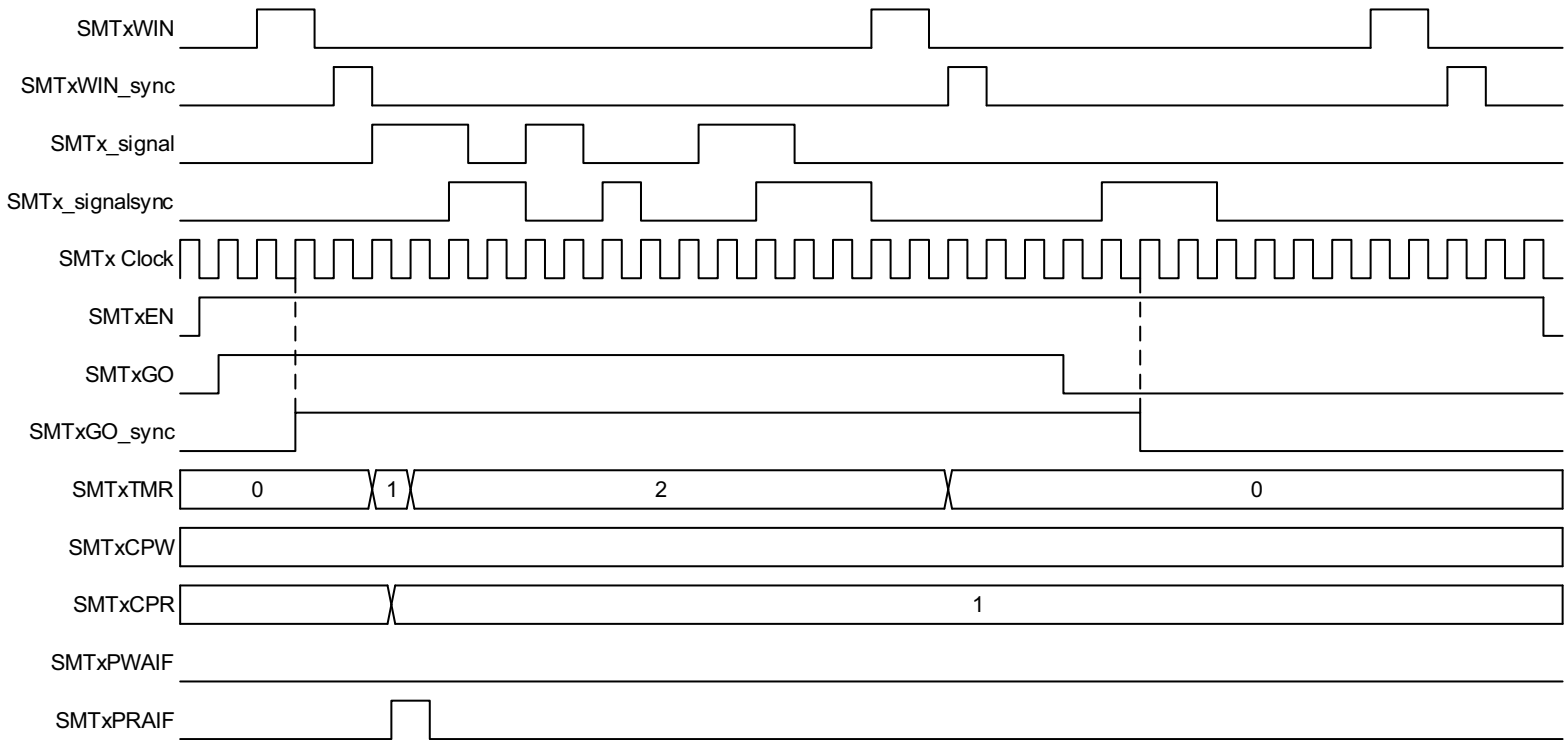 SMTxWIN
SMTxWIN_sync
SMTx_signal
SMTx_signalsync
SMTx Clock
SMTxEN
SMTxGO
SMTxGO_sync
SMTxTMR 0 1 2 0
SMTxCPW
SMTxCPR 1
SMTxPWAIF
SMTxPRAIF